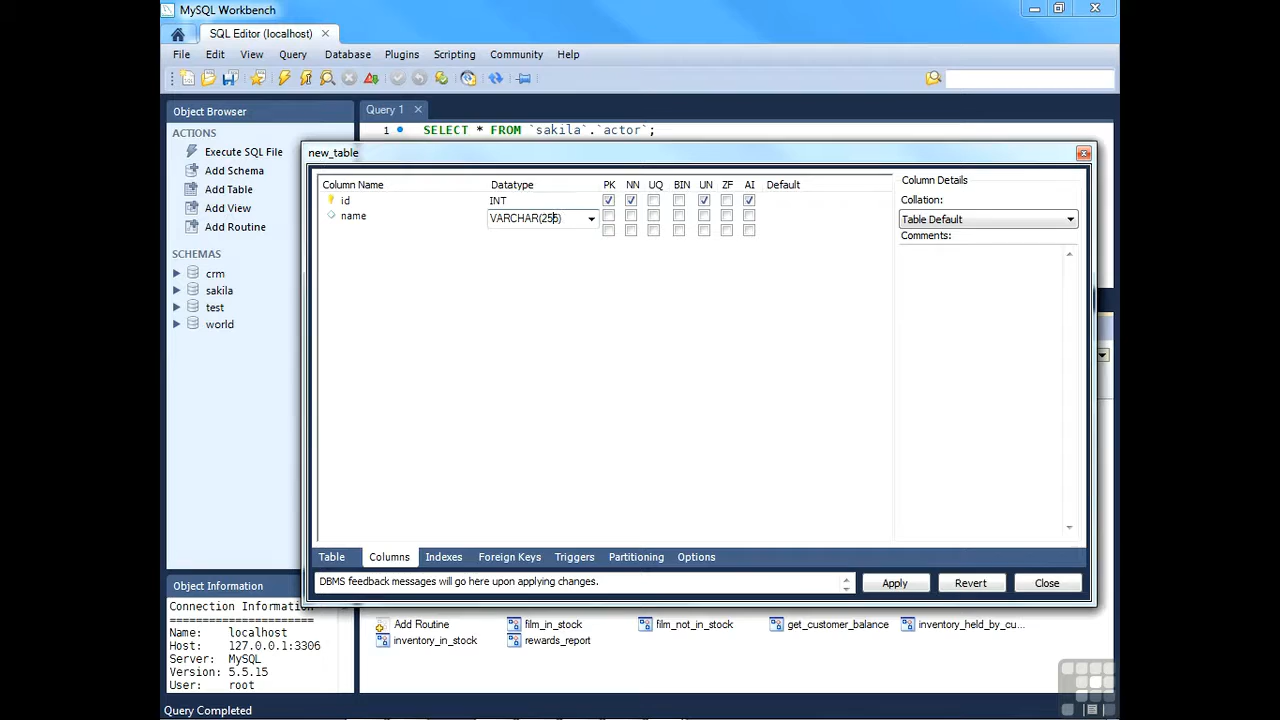 MySQL Workbench
SQL Editor (localhost)
File Edit View Query Database Plugins Scripting Community Help
Object Browser
Query 1
ACTIONS
1 SELECT * FROM `sakila`.`actor`;
Execute SQL File
Add Schema
Add Table
Add View
Add Routine
SCHEMAS
crm
sakila
test
world
new_table
Column Name Datatype PK NN UQ BIN UN ZF AI Default
id INT
name VARCHAR(255)
Column Details
Collation:
Table Default
Comments:
Table Columns Indexes Foreign Keys Triggers Partitioning Options
DBMS feedback messages will go here upon applying changes.
Apply Revert Close
Object Information
Connection Information
=====================
Name: localhost
Host: 127.0.0.1:3306
Server: MySQL
Version: 5.5.15
User: root
Add Routine film_in_stock film_not_in_stock get_customer_balance inventory_held_by_cu...
inventory_in_stock rewards_report
Query Completed